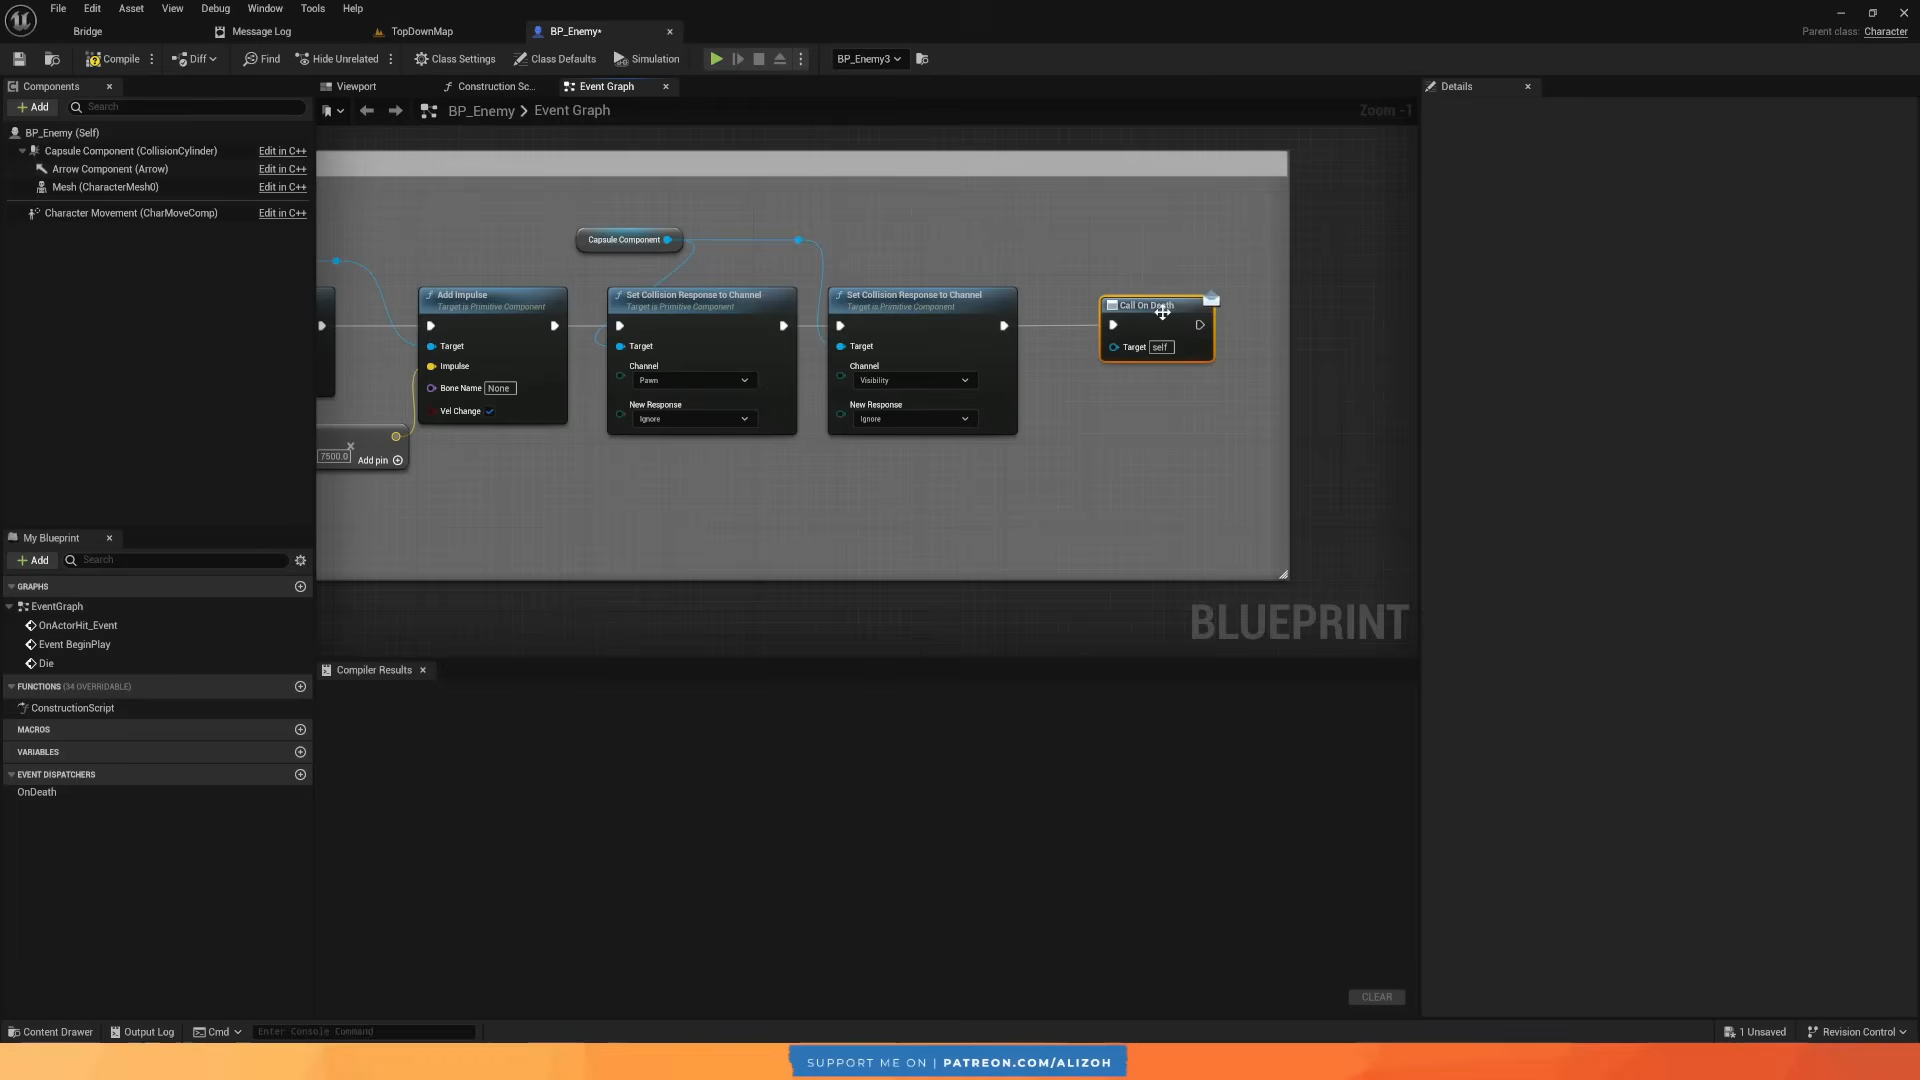 File Edit Asset View Debug Window Tools Help
Bridge Message Log TopDownMap BP_Enemy* Parent class: Character
Compile Diff Find Hide Unrelated Class Settings Class Defaults Simulation BP_Enemy3
Components Viewport Construction Sc... Event Graph Details
Add Search BP_Enemy > Event Graph Zoom -1
BP_Enemy (Self)
Capsule Component (CollisionCylinder) Edit in C++
Arrow Component (Arrow) Edit in C++
Mesh (CharacterMesh0) Edit in C++
Character Movement (CharMoveComp) Edit in C++
Capsule Component
Add Impulse
Target is Primitive Component
Target
Impulse
Bone Name None
Vel Change
7500.0 Add pin
Set Collision Response to Channel
Target is Primitive Component
Target
Channel
Pawn
New Response
Ignore
Set Collision Response to Channel
Target is Primitive Component
Target
Channel
Visibility
New Response
Ignore
Call On Death
Target self
BLUEPRINT
My Blueprint
Add Search
GRAPHS
EventGraph
OnActorHit_Event
Event BeginPlay
Die
FUNCTIONS (34 OVERRIDABLE)
ConstructionScript
MACROS
VARIABLES
EVENT DISPATCHERS
OnDeath
Compiler Results
CLEAR
Content Drawer Output Log Cmd Enter Console Command 1 Unsaved Revision Control
SUPPORT ME ON | PATREON.COM/ALIZOH